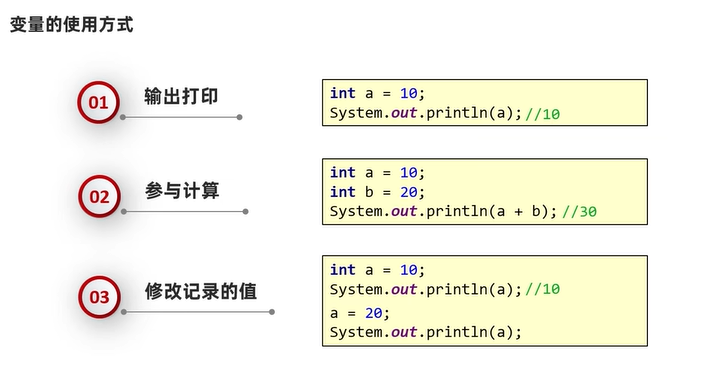 变量的使用方式
01 输出打印
int a = 10;
System.out.println(a);//10
02 参与计算
int a = 10;
int b = 20;
System.out.println(a + b);//30
03 修改记录的值
int a = 10;
System.out.println(a);//10
a = 20;
System.out.println(a);